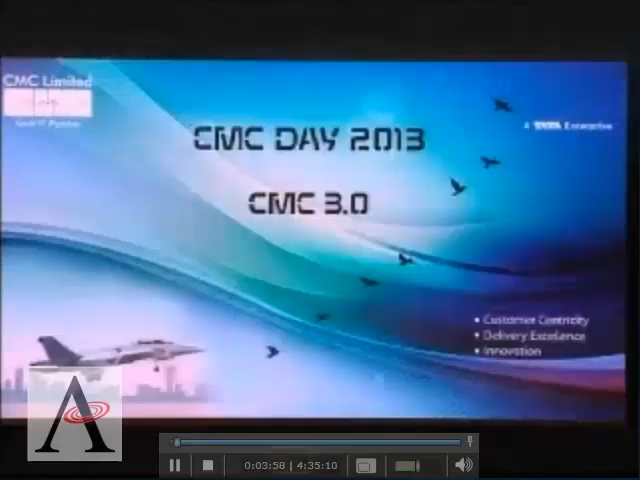 CMC Limited
CMC DAY 2013
A TATA Enterprise
CMC 3.0
• Customer Centricity
• Delivery Excellence
• Innovation
A
0:03:58 | 4:35:10